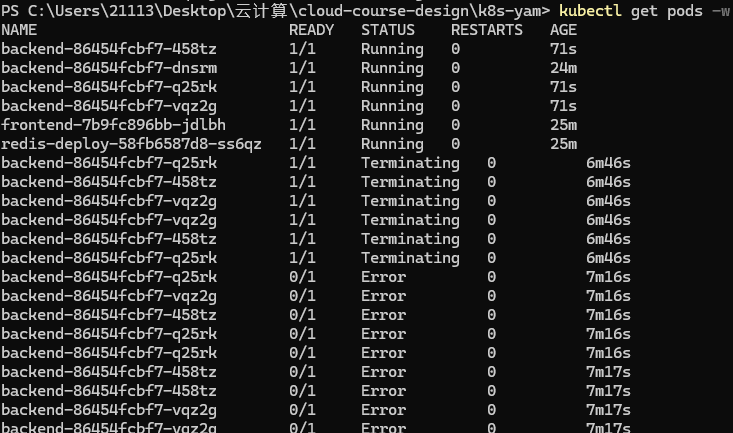 PS C:\Users\21113\Desktop\云计算\cloud-course-design\k8s-yam> kubectl get pods -w
NAME READY STATUS RESTARTS AGE
backend-86454fcbf7-458tz 1/1 Running 0 71s
backend-86454fcbf7-dnsrm 1/1 Running 0 24m
backend-86454fcbf7-q25rk 1/1 Running 0 71s
backend-86454fcbf7-vqz2g 1/1 Running 0 71s
frontend-7b9fc896bb-jdlbh 1/1 Running 0 25m
redis-deploy-58fb6587d8-ss6qz 1/1 Running 0 25m
backend-86454fcbf7-q25rk 1/1 Terminating 0 6m46s
backend-86454fcbf7-458tz 1/1 Terminating 0 6m46s
backend-86454fcbf7-vqz2g 1/1 Terminating 0 6m46s
backend-86454fcbf7-vqz2g 1/1 Terminating 0 6m46s
backend-86454fcbf7-458tz 1/1 Terminating 0 6m46s
backend-86454fcbf7-q25rk 1/1 Terminating 0 6m46s
backend-86454fcbf7-q25rk 0/1 Error 0 7m16s
backend-86454fcbf7-vqz2g 0/1 Error 0 7m16s
backend-86454fcbf7-458tz 0/1 Error 0 7m16s
backend-86454fcbf7-q25rk 0/1 Error 0 7m16s
backend-86454fcbf7-q25rk 0/1 Error 0 7m16s
backend-86454fcbf7-458tz 0/1 Error 0 7m17s
backend-86454fcbf7-458tz 0/1 Error 0 7m17s
backend-86454fcbf7-vqz2g 0/1 Error 0 7m17s